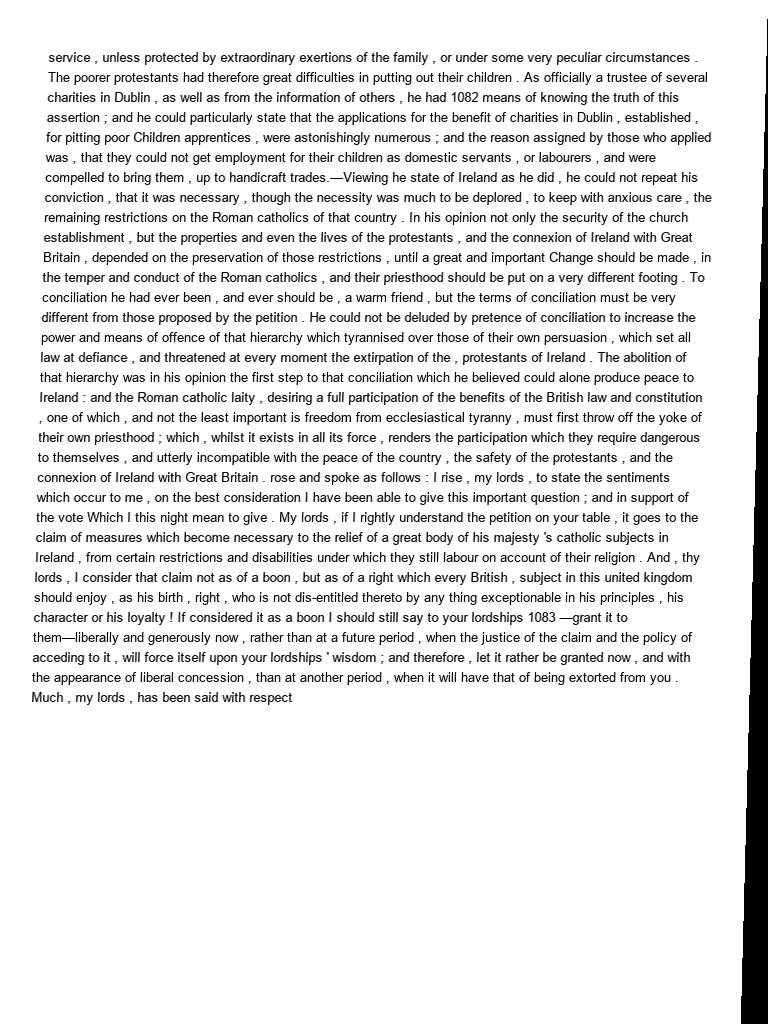 service , unless protected by extraordinary exertions of the family , or under some very peculiar circumstances .
The poorer protestants had therefore great difficulties in putting out their children . As officially a trustee of several
charities in Dublin , as well as from the information of others , he had 1082 means of knowing the truth of this
assertion ; and he could particularly state that the applications for the benefit of charities in Dublin , established ,
for pitting poor Children apprentices , were astonishingly numerous ; and the reason assigned by those who applied
was , that they could not get employment for their children as domestic servants , or labourers , and were
compelled to bring them , up to handicraft trades.—Viewing he state of Ireland as he did , he could not repeat his
conviction , that it was necessary , though the necessity was much to be deplored , to keep with anxious care , the
remaining restrictions on the Roman catholics of that country . In his opinion not only the security of the church
establishment , but the properties and even the lives of the protestants , and the connexion of Ireland with Great
Britain , depended on the preservation of those restrictions , until a great and important Change should be made , in
the temper and conduct of the Roman catholics , and their priesthood should be put on a very different footing . To
conciliation he had ever been , and ever should be , a warm friend , but the terms of conciliation must be very
different from those proposed by the petition . He could not be deluded by pretence of conciliation to increase the
power and means of offence of that hierarchy which tyrannised over those of their own persuasion , which set all
law at defiance , and threatened at every moment the extirpation of the , protestants of Ireland . The abolition of
that hierarchy was in his opinion the first step to that conciliation which he believed could alone produce peace to
Ireland : and the Roman catholic laity , desiring a full participation of the benefits of the British law and constitution
, one of which , and not the least important is freedom from ecclesiastical tyranny , must first throw off the yoke of
their own priesthood ; which , whilst it exists in all its force , renders the participation which they require dangerous
to themselves , and utterly incompatible with the peace of the country , the safety of the protestants , and the
connexion of Ireland with Great Britain . rose and spoke as follows : I rise , my lords , to state the sentiments
which occur to me , on the best consideration I have been able to give this important question ; and in support of
the vote Which I this night mean to give . My lords , if I rightly understand the petition on your table , it goes to the
claim of measures which become necessary to the relief of a great body of his majesty 's catholic subjects in
Ireland , from certain restrictions and disabilities under which they still labour on account of their religion . And , thy
lords , I consider that claim not as of a boon , but as of a right which every British , subject in this united kingdom
should enjoy , as his birth , right , who is not dis-entitled thereto by any thing exceptionable in his principles , his
character or his loyalty ! If considered it as a boon I should still say to your lordships 1083 —grant it to
them—liberally and generously now , rather than at a future period , when the justice of the claim and the policy of
acceding to it , will force itself upon your lordships ' wisdom ; and therefore , let it rather be granted now , and with
the appearance of liberal concession , than at another period , when it will have that of being extorted from you .
Much , my lords , has been said with respect